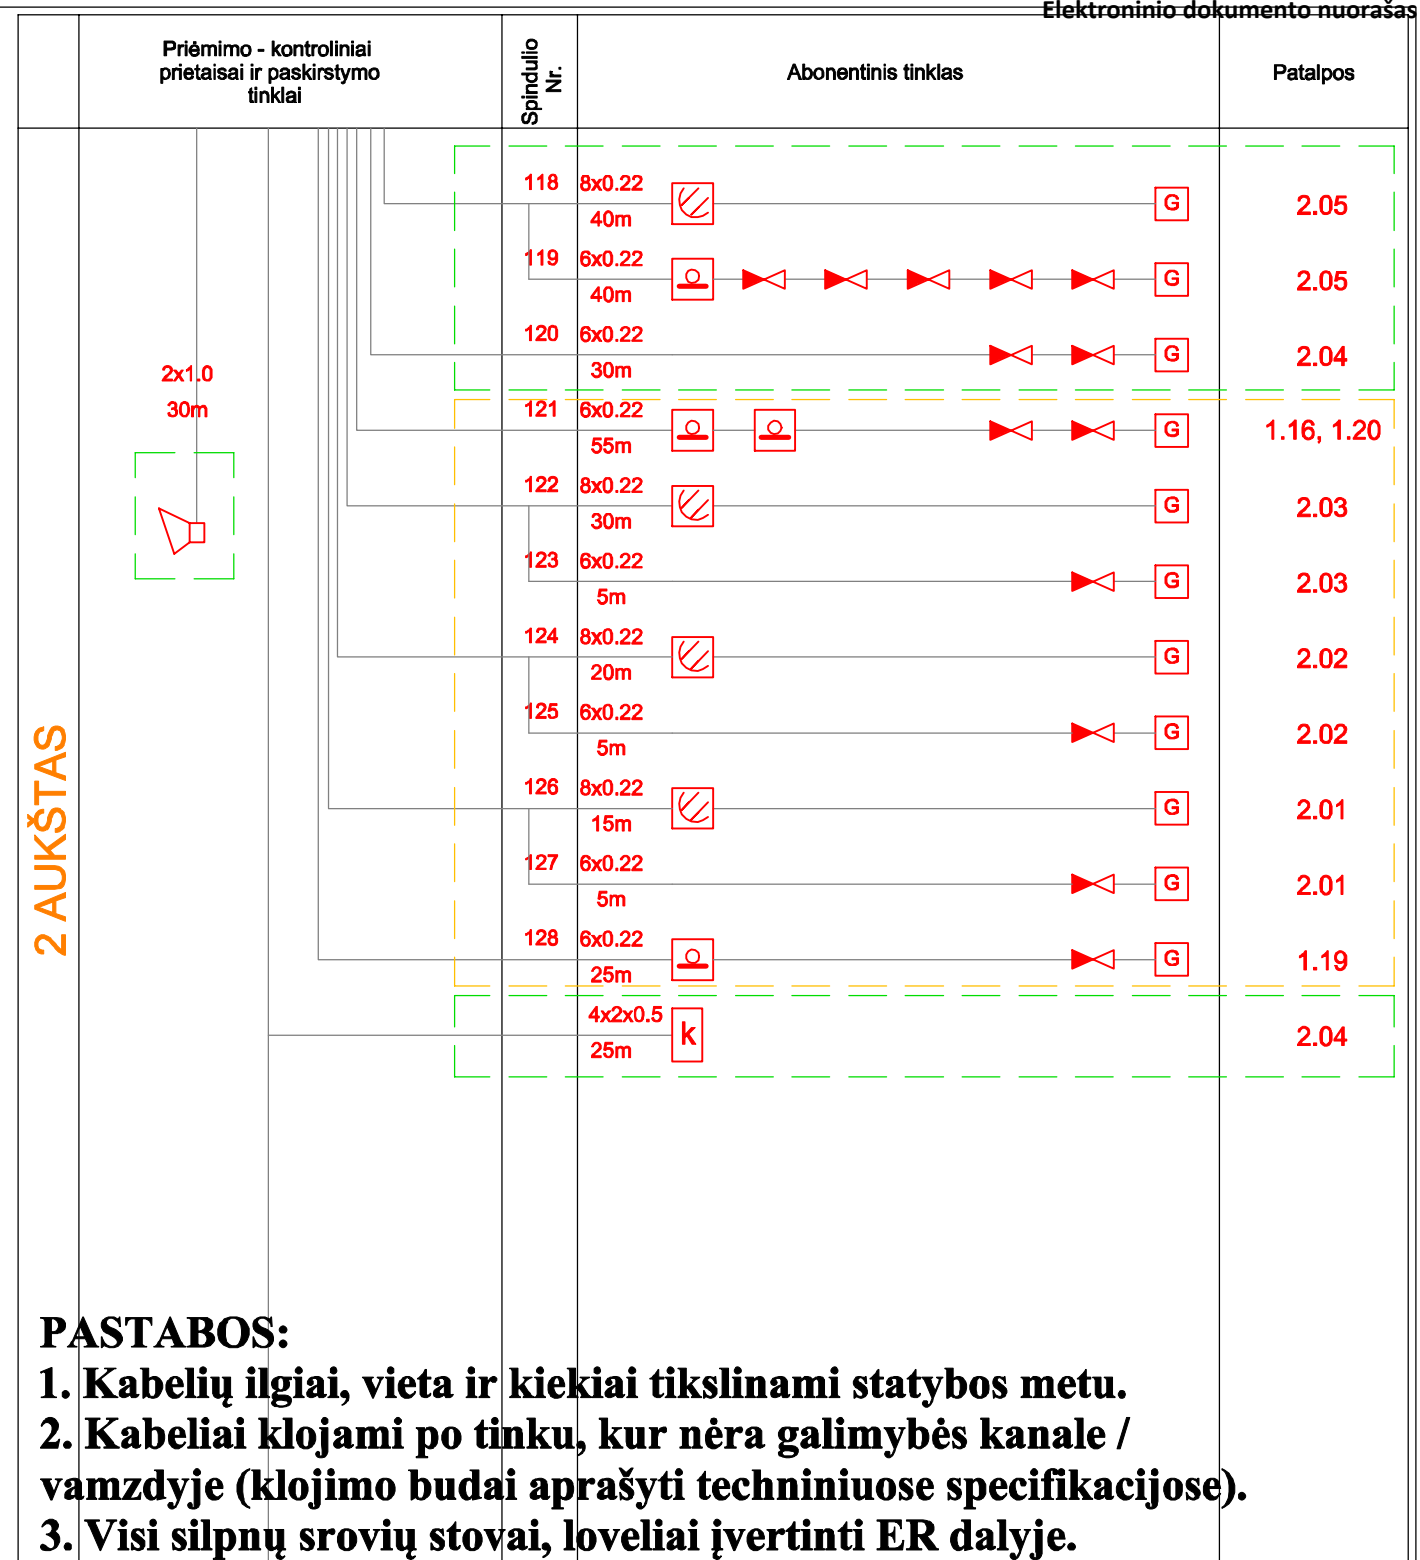 Elektroninio dokumento nuorašas
Priėmimo - kontroliniai
prietaisai ir paskirstymo
tinklai
Spindulio
Nr.
Abonentinis tinklas
Patalpos
2 AUKŠTAS
2x1.0
30m
118 8x0.22
40m
G
2.05
119 6x0.22
40m
G
2.05
120 6x0.22
30m
G
2.04
121 6x0.22
55m
G
1.16, 1.20
122 8x0.22
30m
G
2.03
123 6x0.22
5m
G
2.03
124 8x0.22
20m
G
2.02
125 6x0.22
5m
G
2.02
126 8x0.22
15m
G
2.01
127 6x0.22
5m
G
2.01
128 6x0.22
25m
G
1.19
4x2x0.5
25m
k
2.04
PASTABOS:
1. Kabelių ilgiai, vieta ir kiekiai tikslinami statybos metu.
2. Kabeliai klojami po tinku, kur nėra galimybės kanale /
vamzdyje (klojimo budai aprašyti techniniuose specifikacijose).
3. Visi silpnų srovių stovai, loveliai įvertinti ER dalyje.